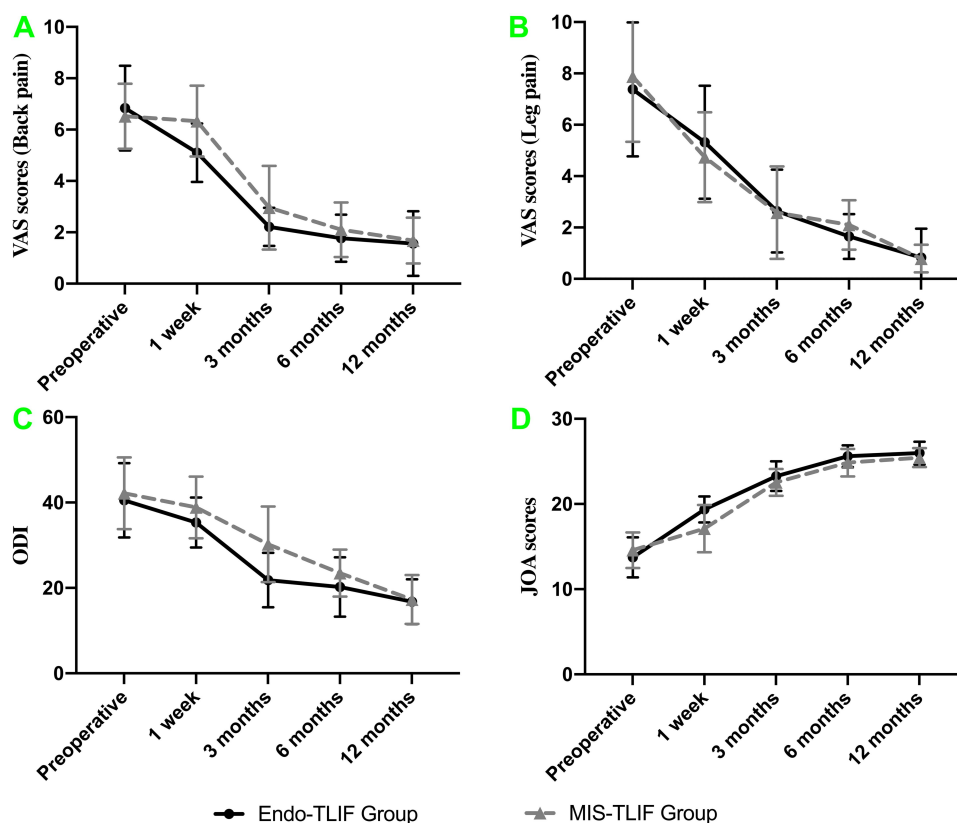 A
VAS scores (Back pain)
10
8
6
4
2
0
Preoperative
1 week
3 months
6 months
12 months
B
VAS scores (Leg pain)
10
8
6
4
2
0
Preoperative
1 week
3 months
6 months
12 months
C
ODI
60
40
20
0
Preoperative
1 week
3 months
6 months
12 months
D
JOA scores
30
20
10
0
Preoperative
1 week
3 months
6 months
12 months
Endo-TLIF Group
MIS-TLIF Group